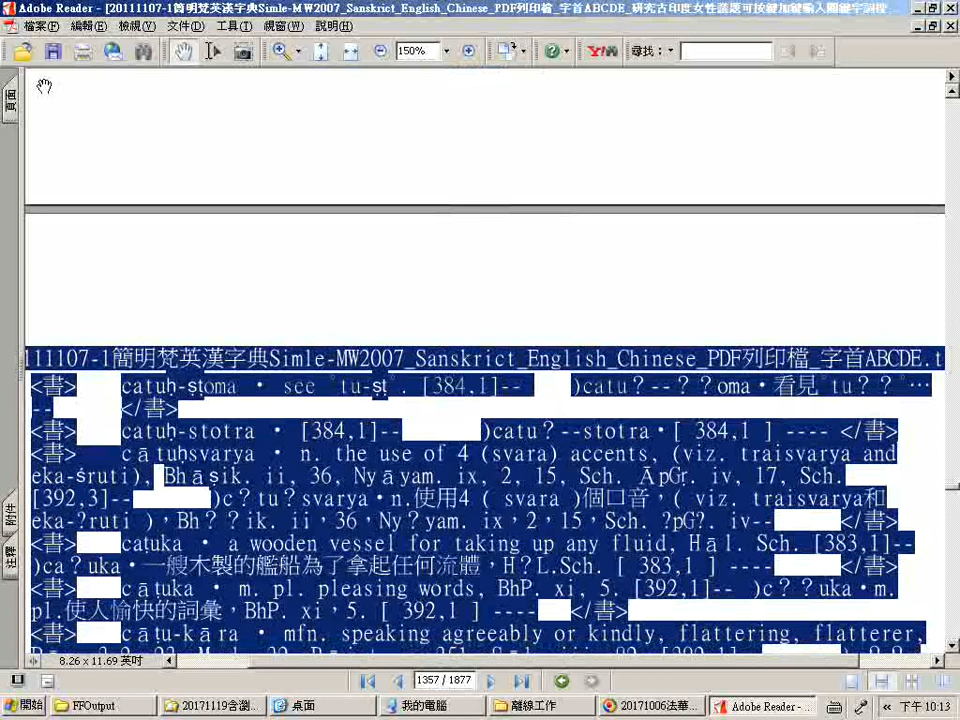 Adobe Reader - [20111107-1簡明梵英漢字典Simle-MW2007_Sanskrict_English_Chinese_PDF列印檔_字首ABCDE_研究古印度女性議題可按鍵
檔案(F) 編輯(E) 檢視(V) 文件(D) 工具(T) 視窗(W) 說明(H)
150% Y! 尋找:
頁面
附件
注釋
111107-1簡明梵英漢字典Simle-MW2007_Sanskrict_English_Chinese_PDF列印檔_字首ABCDE.t
<書> catuḥ-ṣṭoma • see °tu-ṣṭ°. [384,1]-- )catu?--??oma•看見°tu??°…
-- </書>
<書> catuḥ-stotra • [384,1]-- )catu?--stotra•[ 384,1 ] ---- </書>
<書> cātuḥsvarya • n. the use of 4 (svara) accents, (viz. traisvarya and
eka-śruti), Bhāṣik. ii, 36, Nyāyam. ix, 2, 15, Sch. ĀpGr. iv, 17, Sch.
[392,3]-- )c?tu?svarya•n.使用4 ( svara )個口音,( viz. traisvarya和
eka-?ruti ),Bh??ik. ii,36,Ny?yam. ix,2,15,Sch. ?pG?. iv-- </書>
<書> caṭuka • a wooden vessel for taking up any fluid, Hāl. Sch. [383,1]--
)ca?uka•一艘木製的艦船為了拿起任何流體,H?L.Sch. [ 383,1 ] ---- </書>
<書> cāṭuka • m. pl. pleasing words, BhP. xi, 5. [392,1]-- )c??uka•m.
pl.使人愉快的詞彙,BhP. xi,5. [ 392,1 ] ---- </書>
<書> cāṭu-kāra • mfn. speaking agreeably or kindly, flattering, flatterer,
8.26 x 11.69 英吋
1357 / 1877
開始 FFOutput 20171119含瀏... 桌面 我的電腦 離線工作 20171006法華... Adobe Reader - ... 下午 10:13